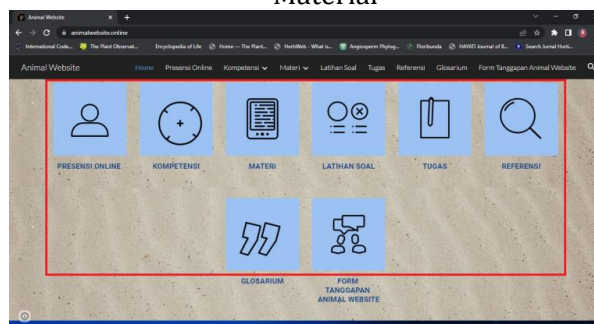 Material
Animal Website
animalwebsite.online
International Code... The Plant Observat... Encyclopedia of Life Home — The Plant... HerbWeb - What is... Angiosperm Phylog... Floribunda HAYATI Journal of B... Search Jurnal Horti...
Animal Website Home Presensi Online Kompetensi Materi Latihan Soal Tugas Referensi Glosarium Form Tanggapan Animal Website
PRESENSI ONLINE KOMPETENSI MATERI LATIHAN SOAL TUGAS REFERENSI
GLOSARIUM FORM
TANGGAPAN
ANIMAL WEBSITE